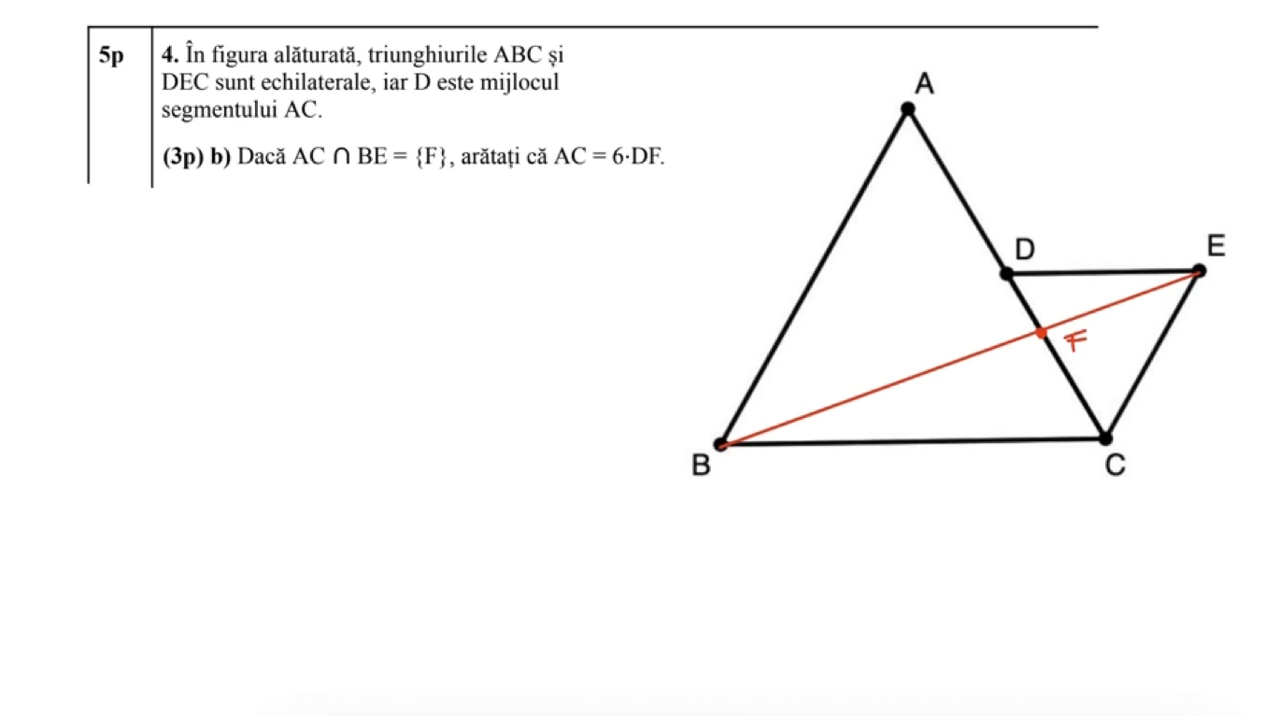 5p
4. În figura alăturată, triunghiurile ABC și
DEC sunt echilaterale, iar D este mijlocul
segmentului AC.
(3p) b) Dacă AC ∩ BE = {F}, arătați că AC = 6·DF.
A
D
E
F
B
C